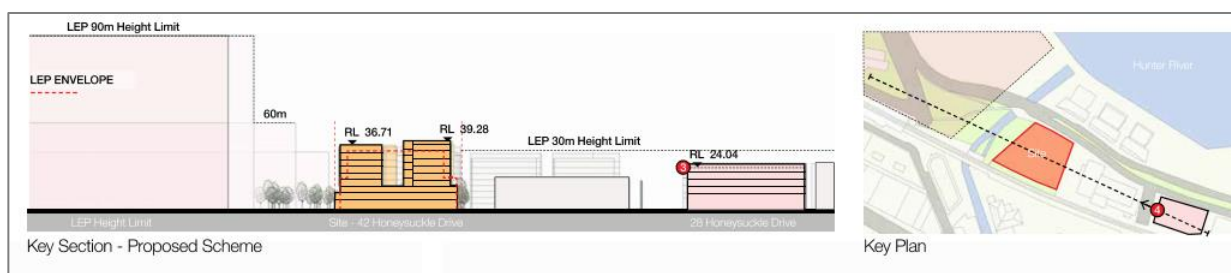 LEP 90m Height Limit
LEP ENVELOPE
60m
RL 36.71
RL 39.28
LEP 30m Height Limit
RL 24.04
3
LEP Height Limit
Site - 42 Honeysuckle Drive
28 Honeysuckle Drive
Key Section - Proposed Scheme
Hunter River
Site
4
Key Plan